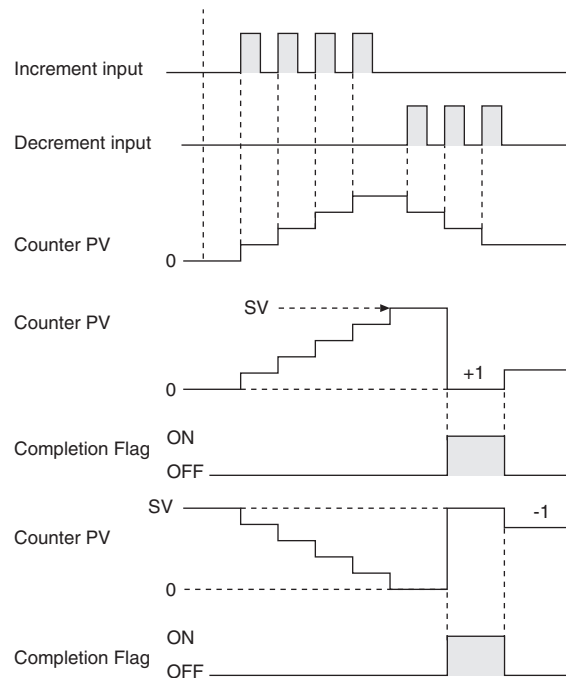 Increment input
Decrement input
Counter PV
0
SV
Counter PV
0
+1
ON
Completion Flag
OFF
SV
-1
Counter PV
0
ON
Completion Flag
OFF